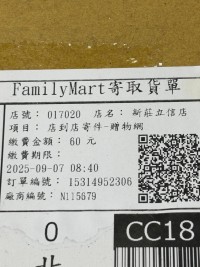 FamilyMart寄取貨單
店號： 017020　店名： 新莊立信店
項目： 店到店寄件-贈物網
繳費金額： 60 元
繳費期限：
2025-09-07 08:40
訂單編號： 15314952306
廠商編號： N115679
0
CC18